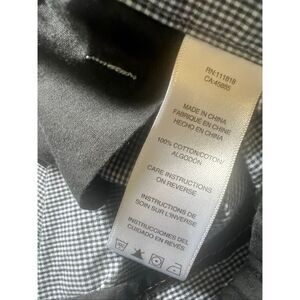 RN:111818
CA:45885
MADE IN CHINA
FABRIQUÉ EN CHINE
HECHO EN CHINA
100% COTTON/COTON/
ALGODÓN
CARE INSTRUCTIONS
ON REVERSE
INSTRUCTIONS DE
SOIN SUR L'INVERSE
INSTRUCCIONES DEL
CUIDADO EN REVÉS